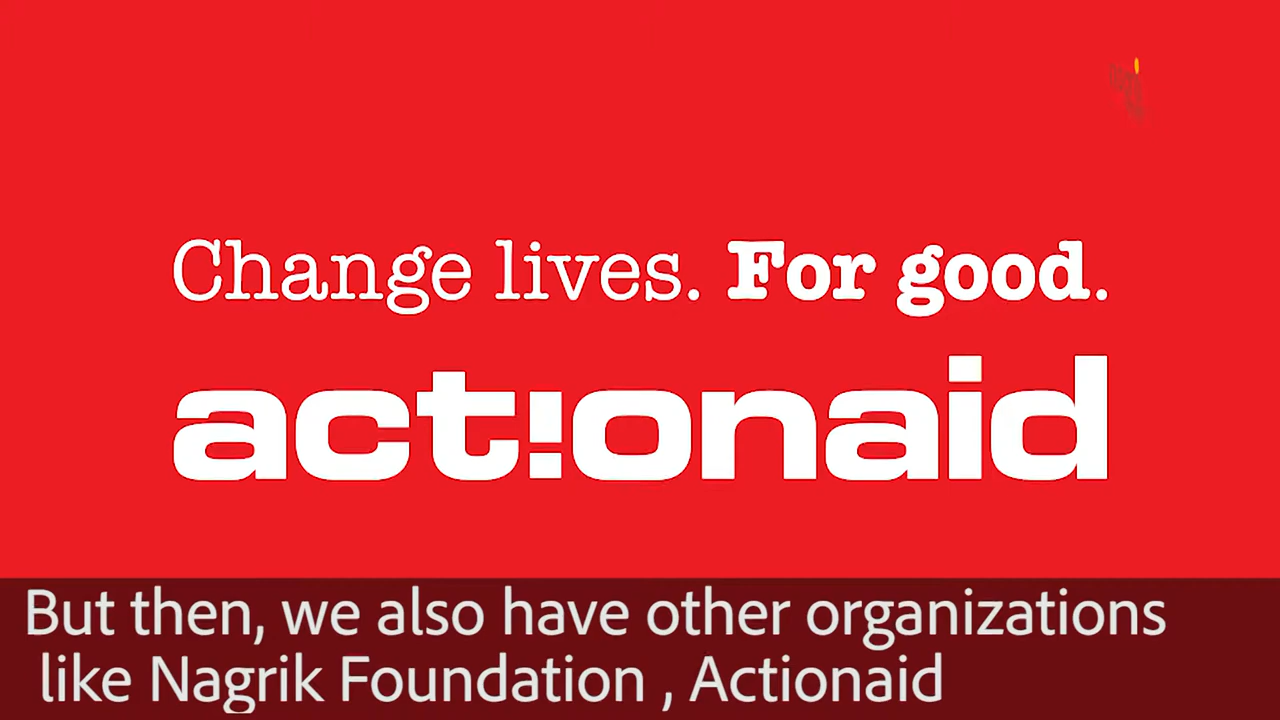 Change lives. For good.
act!onaid
But then, we also have other organizations
like Nagrik Foundation , Actionaid